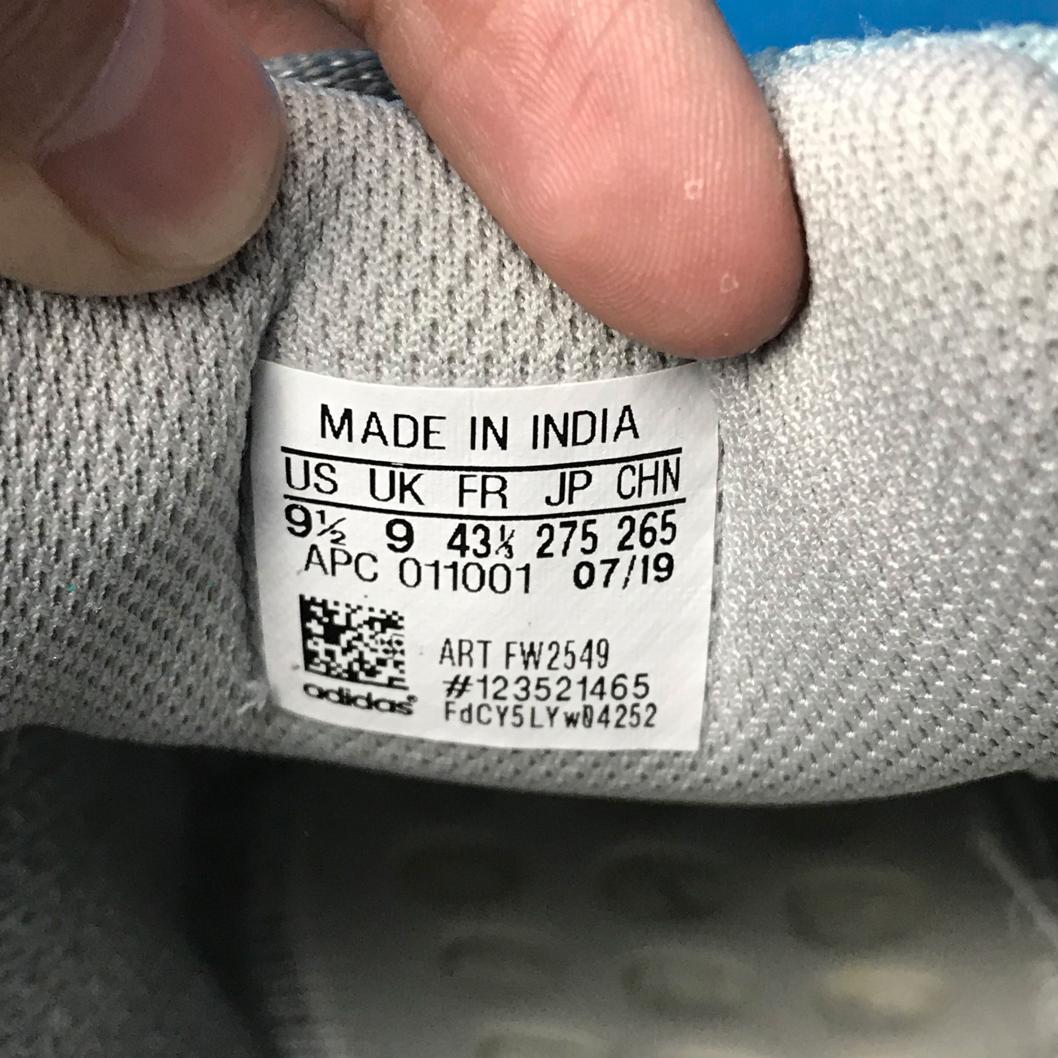 MADE IN INDIA
US UK FR JP CHN
9½ 9 43⅓ 275 265
APC 011001 07/19
ART FW2549
#123521465
adidas®
FdCY5LYw04252